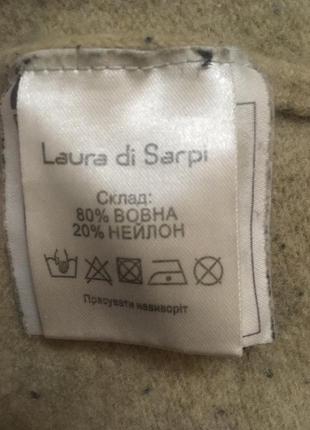 Laura di Sarpi
Склад:
80% ВОВНА
20% НЕЙЛОН
Прасувати навиворіт